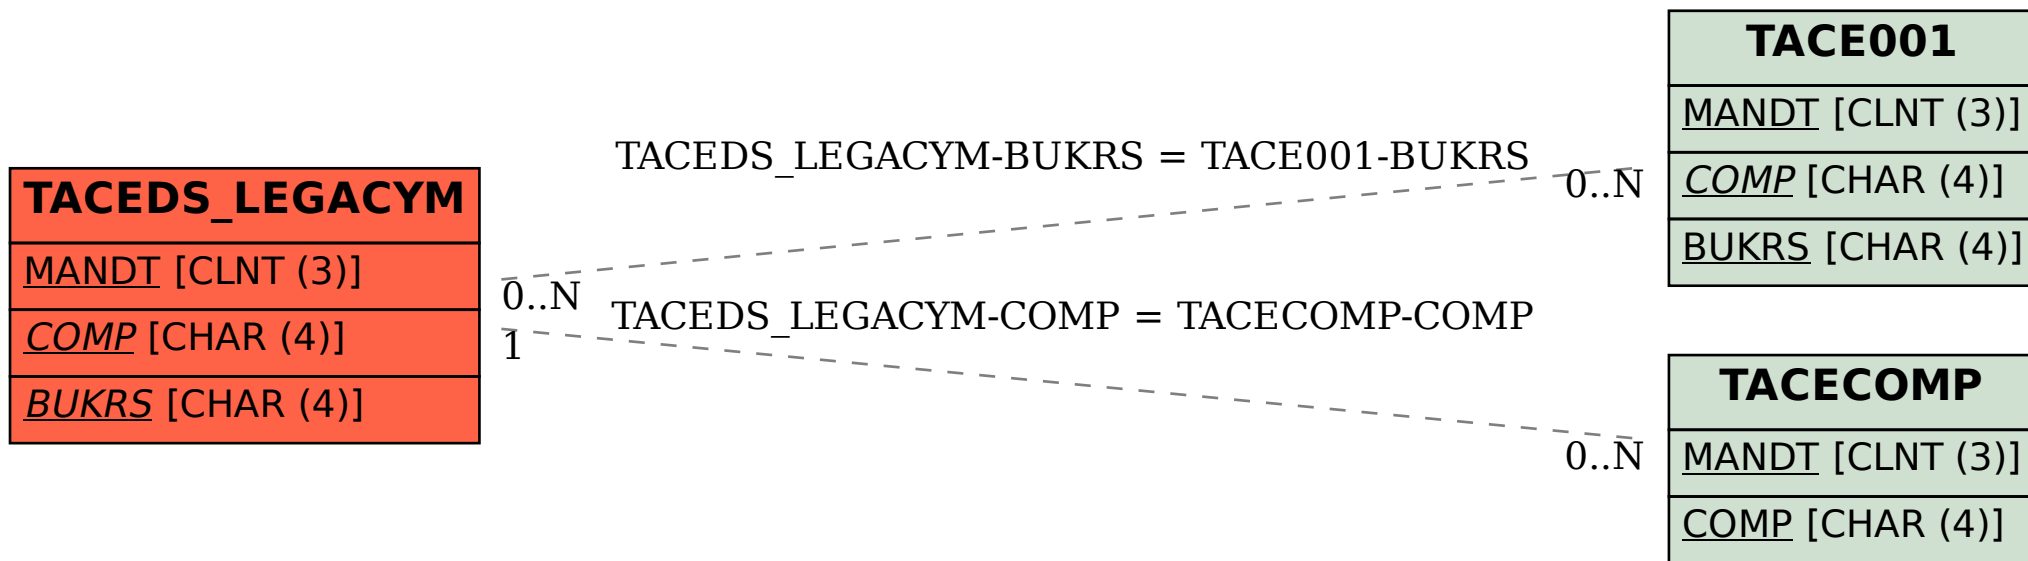 TACEDS_LEGACYM
MANDT [CLNT (3)]
COMP [CHAR (4)]
BUKRS [CHAR (4)]
TACEDS_LEGACYM-BUKRS = TACE001-BUKRS
0..N
0..N
TACEDS_LEGACYM-COMP = TACECOMP-COMP
1
0..N
TACE001
MANDT [CLNT (3)]
COMP [CHAR (4)]
BUKRS [CHAR (4)]
TACECOMP
MANDT [CLNT (3)]
COMP [CHAR (4)]